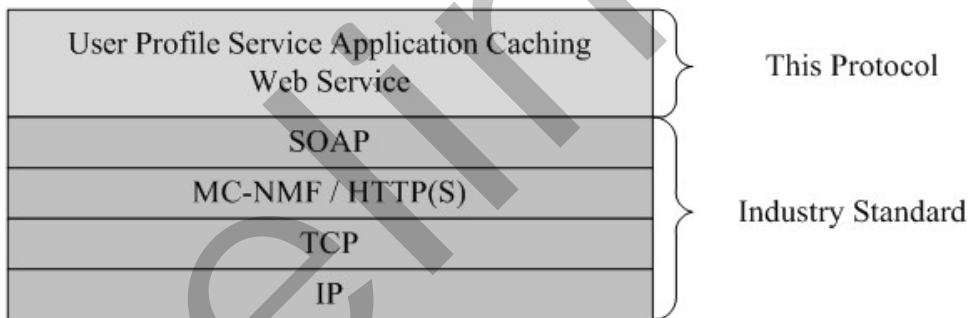 User Profile Service Application Caching
Web Service
This Protocol
SOAP
MC-NMF / HTTP(S)
TCP
IP
Industry Standard